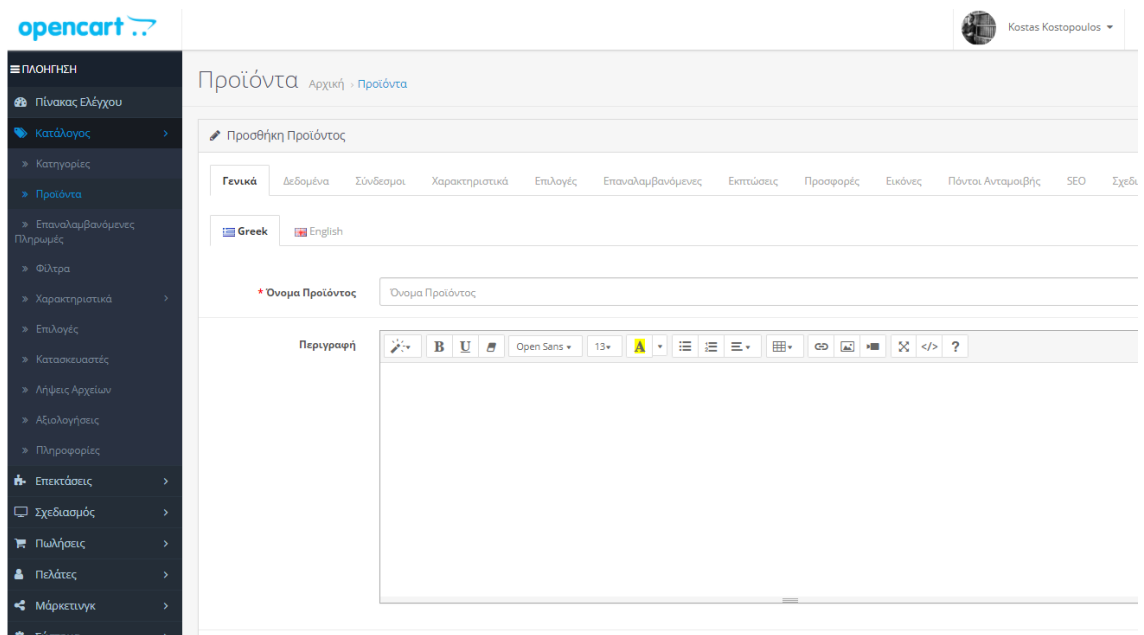 opencart
Kostas Kostopoulos
ΠΛΟΗΓΗΣΗ
Πίνακας Ελέγχου
Κατάλογος
» Κατηγορίες
» Προϊόντα
» Επαναλαμβανόμενες
Πληρωμές
» Φίλτρα
» Χαρακτηριστικά
» Επιλογές
» Κατασκευαστές
» Λήψεις Αρχείων
» Αξιολογήσεις
» Πληροφορίες
Επεκτάσεις
Σχεδιασμός
Πωλήσεις
Πελάτες
Μάρκετινγκ
Προϊόντα Αρχική › Προϊόντα
Προσθήκη Προϊόντος
Γενικά Δεδομένα Σύνδεσμοι Χαρακτηριστικά Επιλογές Επαναλαμβανόμενες Εκπτώσεις Προσφορές Εικόνες Πόντοι Ανταμοιβής SEO
Greek English
* Όνομα Προϊόντος Όνομα Προϊόντος
Περιγραφή
B U Open Sans 13 A </> ?